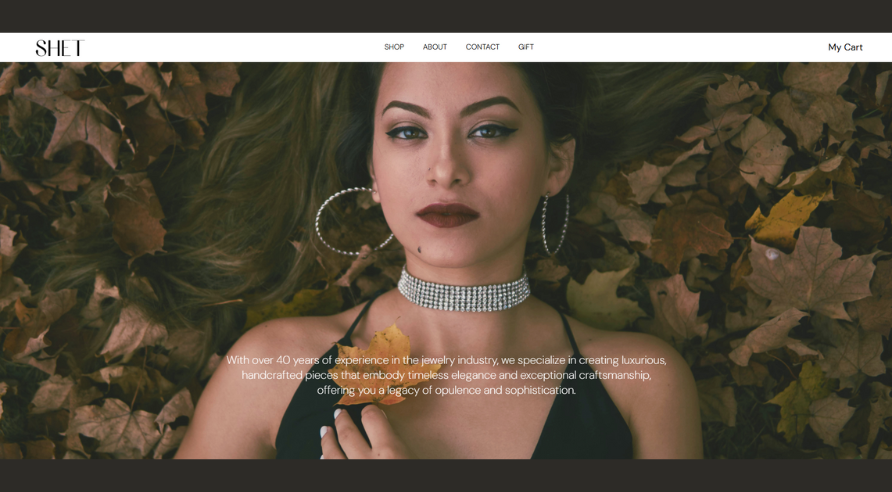 SHET
SHOP ABOUT CONTACT GIFT
My Cart
With over 40 years of experience in the jewelry industry, we specialize in creating luxurious,
handcrafted pieces that embody timeless elegance and exceptional craftsmanship,
offering you a legacy of opulence and sophistication.